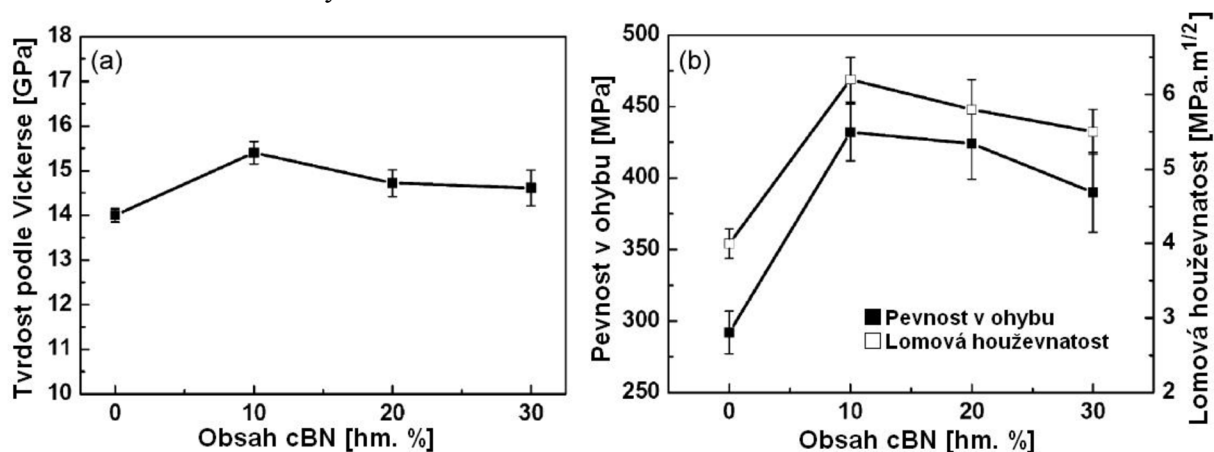 (a)
Tvrdost podle Vickerse [GPa]
18
17
16
15
14
13
12
11
10
0 10 20 30
Obsah cBN [hm. %]
(b)
Pevnost v ohybu [MPa]
500
450
400
350
300
250
0 10 20 30
Obsah cBN [hm. %]
Pevnost v ohybu
Lomová houževnatost
6
5
4
3
2
Lomová houževnatost [MPa.m1/2]